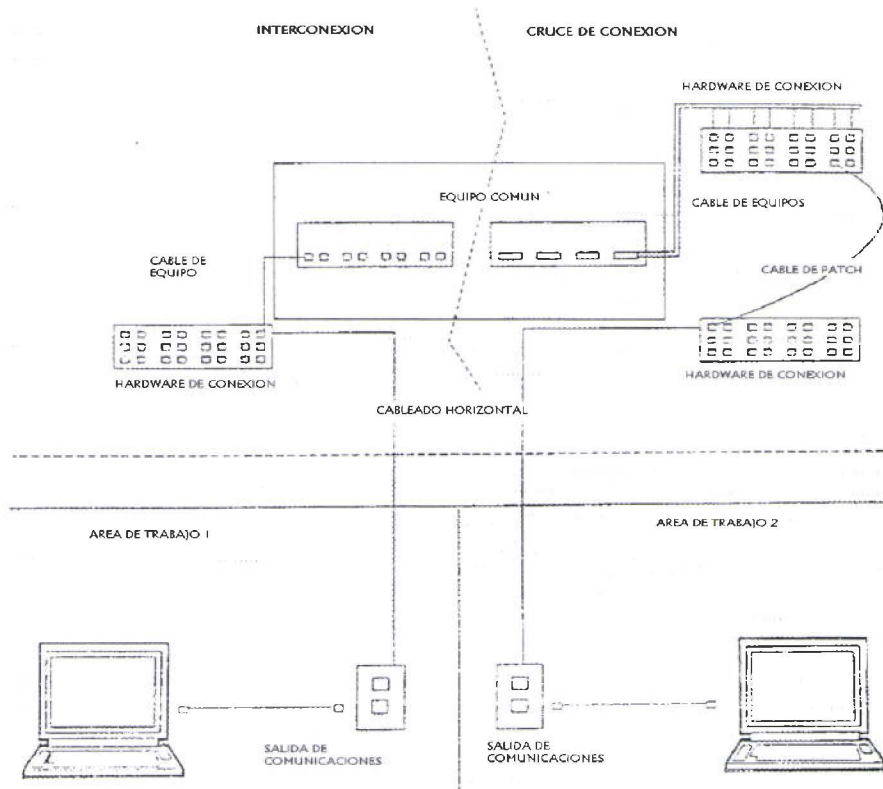 INTERCONEXION
CRUCE DE CONEXION
HARDWARE DE CONEXION
EQUIPO COMUN
CABLE DE EQUIPOS
CABLE DE
EQUIPO
CABLE DE PATCH
HARDWARE DE CONEXION
HARDWARE DE CONEXION
CABLEADO HORIZONTAL
AREA DE TRABAJO 1
AREA DE TRABAJO 2
SALIDA DE
COMUNICACIONES
SALIDA DE
COMUNICACIONES